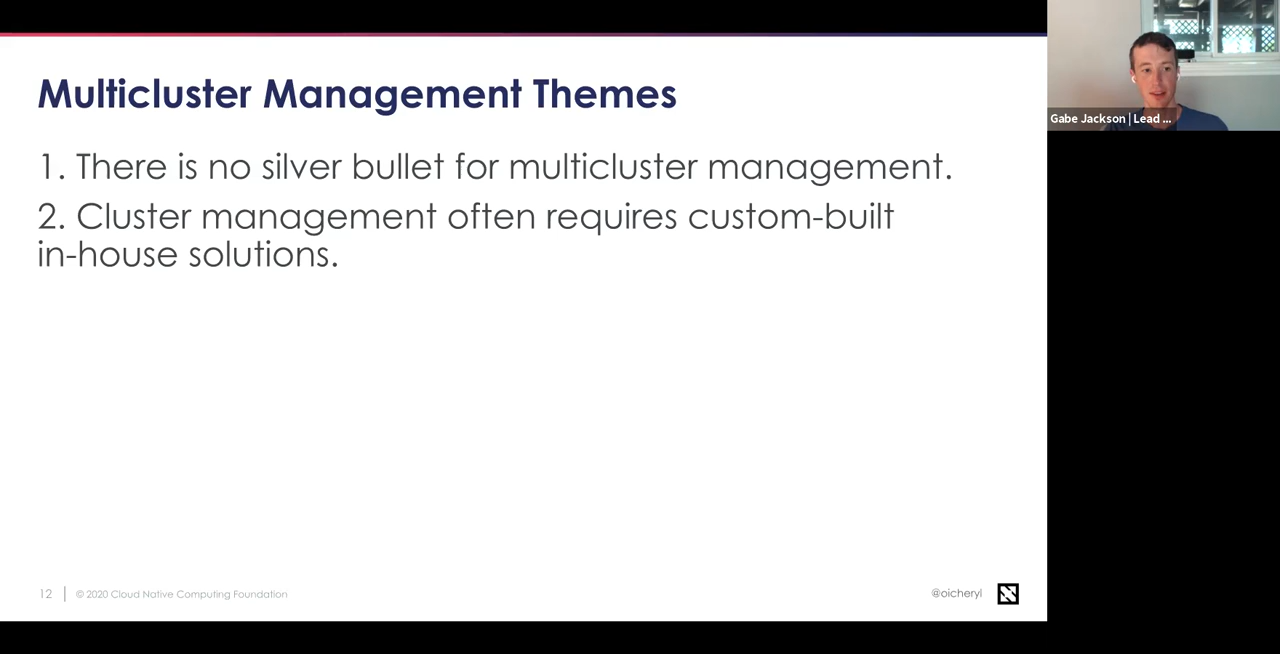 Multicluster Management Themes
1. There is no silver bullet for multicluster management.
2. Cluster management often requires custom-built
in-house solutions.
12 | © 2020 Cloud Native Computing Foundation
@oicheryl
Gabe Jackson | Lead ...